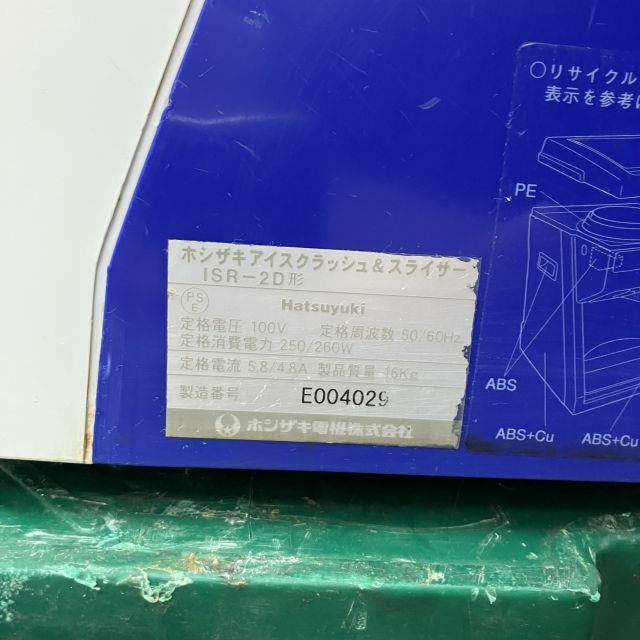 ホシザキアイスクラッシュ&スライサー
ISR-2D形
PS
E
Hatsuyuki
定格電圧 100V 定格周波数 50/60Hz
定格消費電力 250/260W
定格電流 5.8/4.8A 製品質量 16Kg
製造番号 E004029
ホシザキ電機株式会社
○リサイクル
表示を参考に
PE
ABS
ABS+Cu
ABS+Cu